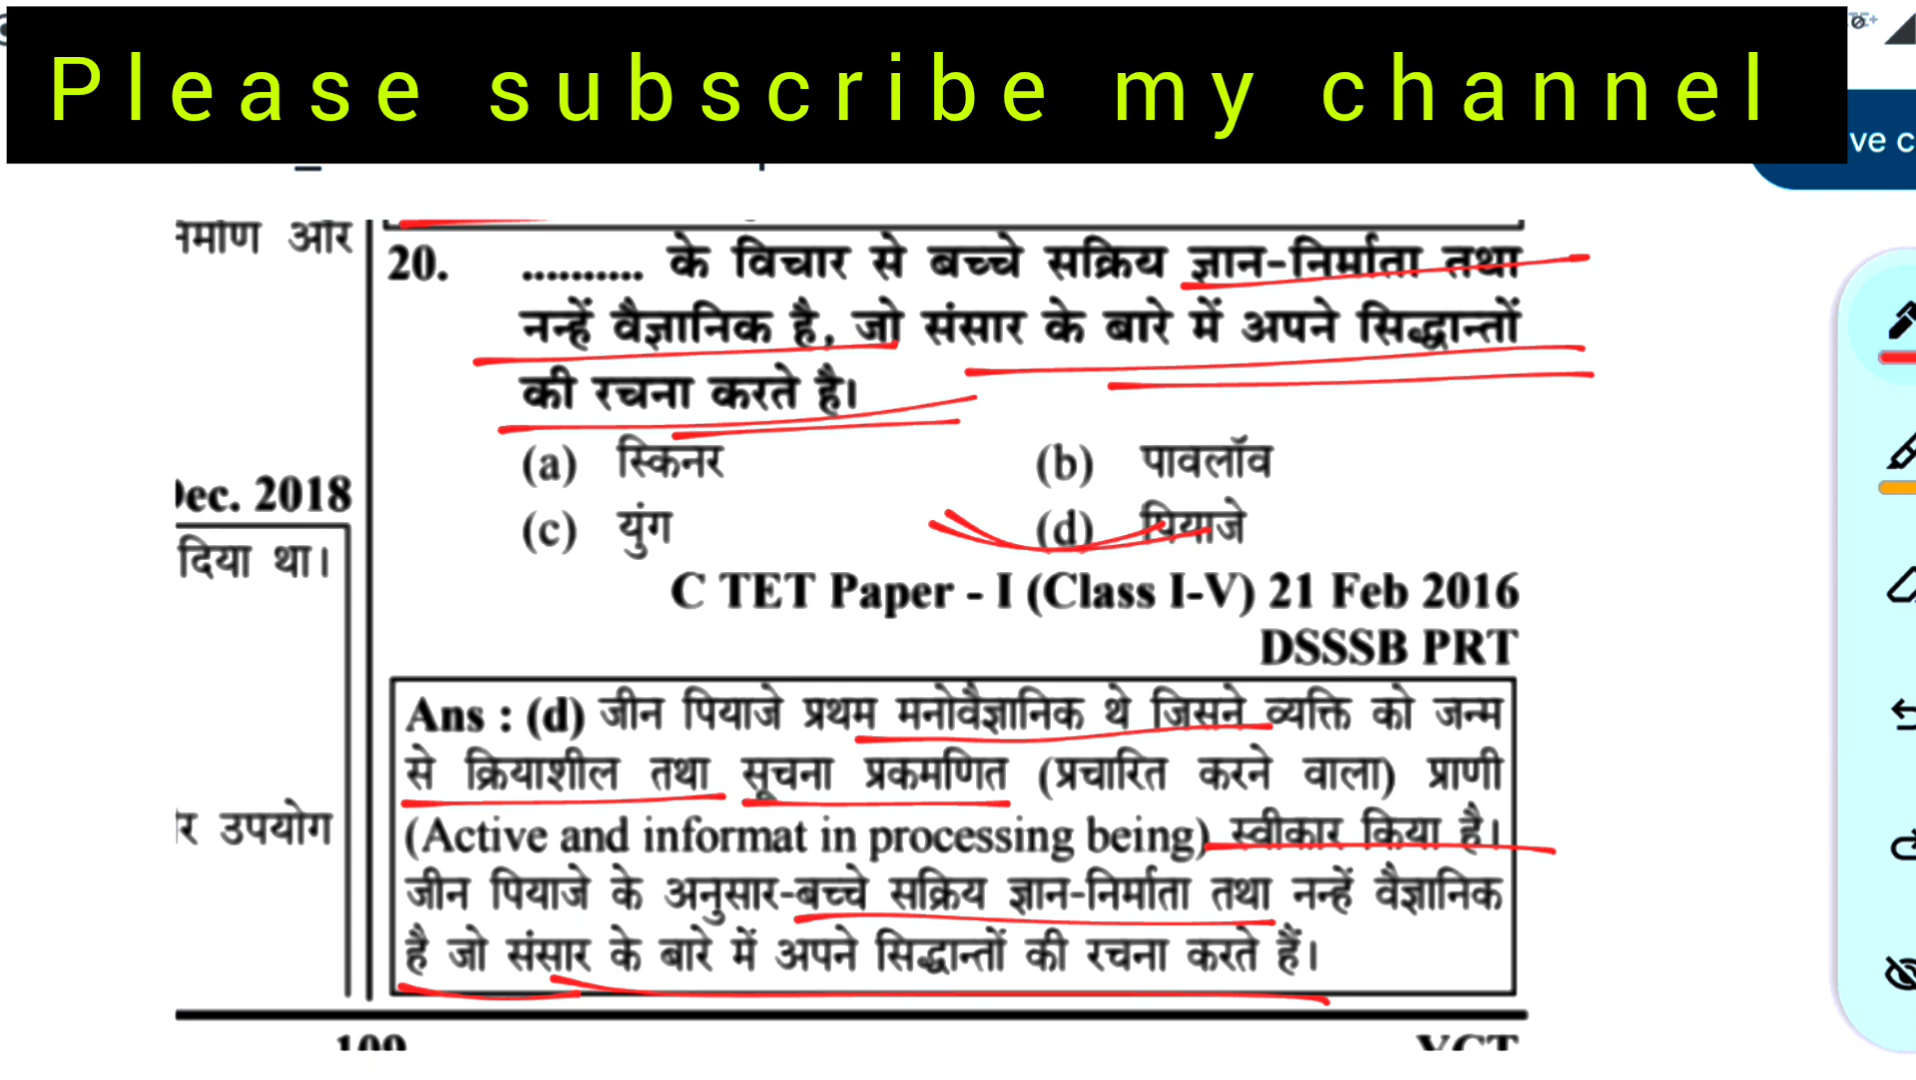 Please subscribe my channel
ve c
र्माण और
20. .......... के विचार से बच्चे सक्रिय ज्ञान-निर्माता तथा
नन्हें वैज्ञानिक है, जो संसार के बारे में अपने सिद्धान्तों
की रचना करते है।
(a) स्किनर (b) पावलॉव
(c) युंग (d) पियाजे
C TET Paper - I (Class I-V) 21 Feb 2016
DSSSB PRT
Dec. 2018
दिया था।
र उपयोग
Ans : (d) जीन पियाजे प्रथम मनोवैज्ञानिक थे जिसने व्यक्ति को जन्म
से क्रियाशील तथा सूचना प्रकमणित (प्रचारित करने वाला) प्राणी
(Active and informat in processing being) स्वीकार किया है।
जीन पियाजे के अनुसार-बच्चे सक्रिय ज्ञान-निर्माता तथा नन्हें वैज्ञानिक
है जो संसार के बारे में अपने सिद्धान्तों की रचना करते हैं।
109 YCT